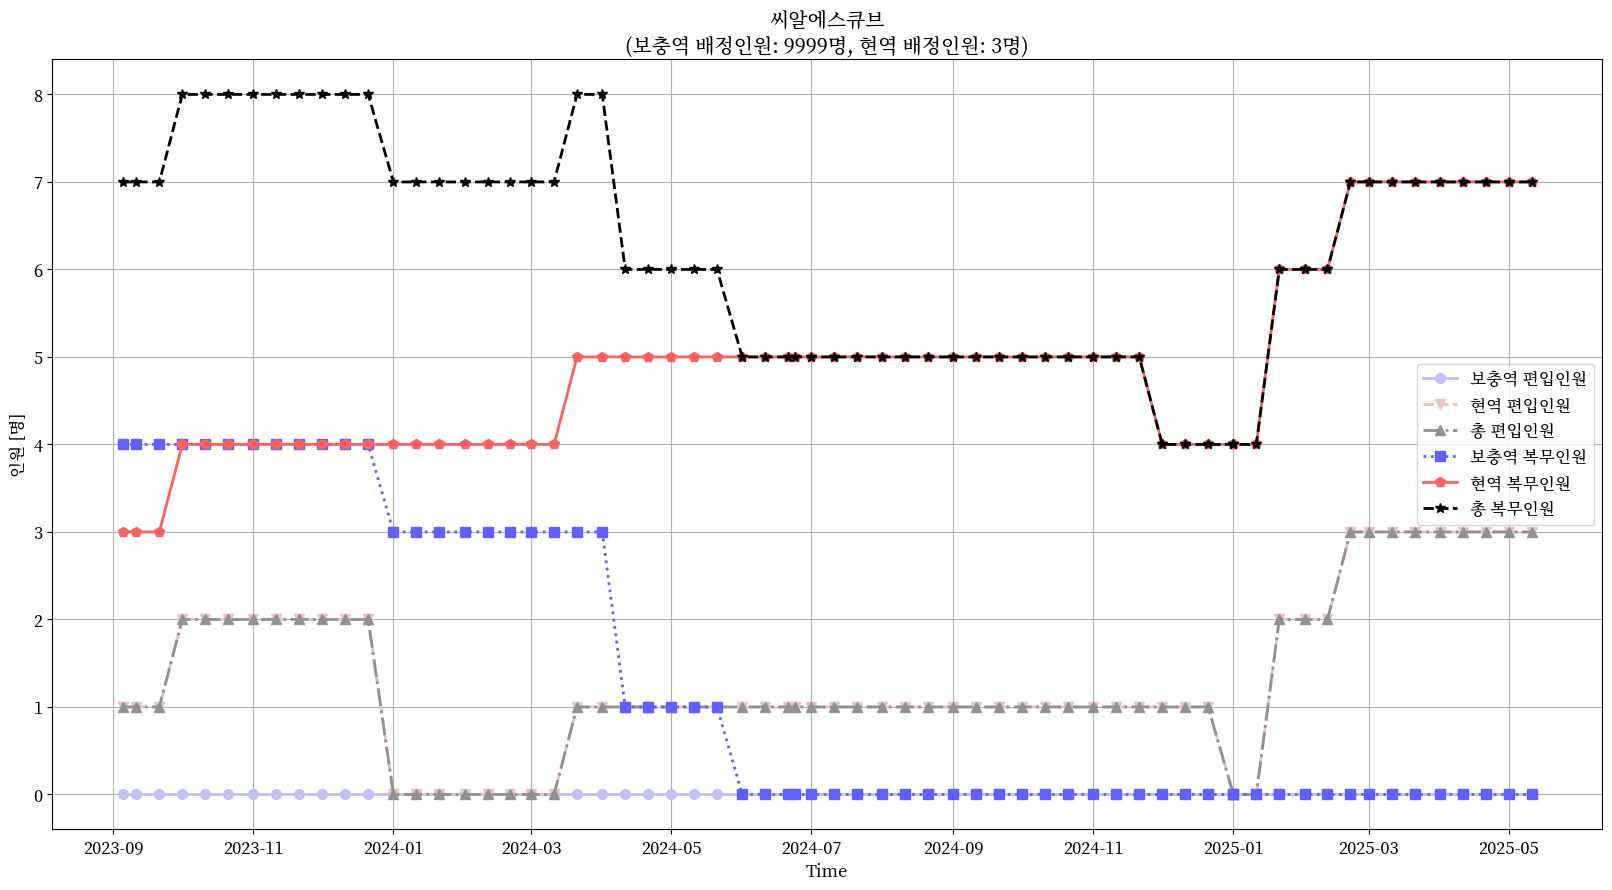 씨알에스큐브
(보충역 배정인원: 9999명, 현역 배정인원: 3명)
8
7
6
5
4
3
2
1
0
인원 [명]
보충역 편입인원
현역 편입인원
총 편입인원
보충역 복무인원
현역 복무인원
총 복무인원
2023-09
2023-11
2024-01
2024-03
2024-05
2024-07
2024-09
2024-11
2025-01
2025-03
2025-05
Time